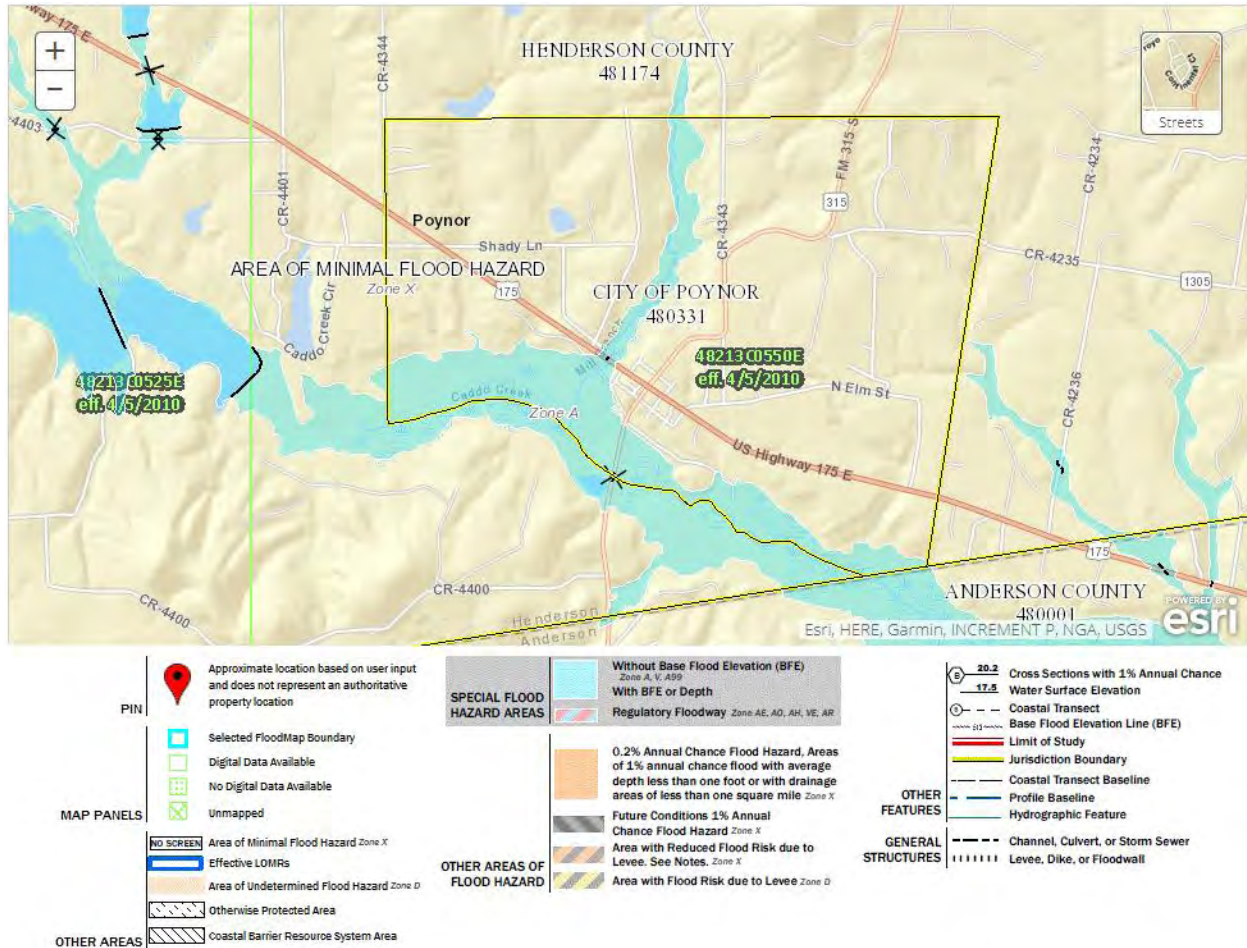 Highway 175 E
+
−
-4403
CR-4344
HENDERSON COUNTY
481174
Continental Ct
Streets
CR-4401
Poynor
Shady Ln
175
AREA OF MINIMAL FLOOD HAZARD
Zone X
Caddo Creek Cir
CITY OF POYNOR
480331
CR-4343
FM 315 S
315
CR-4234
CR-4235
1305
48213C0525E
eff. 4/5/2010
48213C0550E
eff. 4/5/2010
Mill Branch
Caddo Creek
Zone A
N Elm St
US Highway 175 E
CR-4236
175
CR-4400
CR-4400
Henderson
Anderson
ANDERSON COUNTY
480001
Esri, HERE, Garmin, INCREMENT P, NGA, USGS
POWERED BY
esri
PIN
Approximate location based on user input
and does not represent an authoritative
property location
MAP PANELS
Selected FloodMap Boundary
Digital Data Available
No Digital Data Available
Unmapped
OTHER AREAS
NO SCREEN Area of Minimal Flood Hazard Zone X
Effective LOMRs
Area of Undetermined Flood Hazard Zone D
Otherwise Protected Area
Coastal Barrier Resource System Area
SPECIAL FLOOD
HAZARD AREAS
Without Base Flood Elevation (BFE)
Zone A, V, A99
With BFE or Depth
Regulatory Floodway Zone AE, AO, AH, VE, AR
OTHER AREAS OF
FLOOD HAZARD
0.2% Annual Chance Flood Hazard, Areas
of 1% annual chance flood with average
depth less than one foot or with drainage
areas of less than one square mile Zone X
Future Conditions 1% Annual
Chance Flood Hazard Zone X
Area with Reduced Flood Risk due to
Levee. See Notes. Zone X
Area with Flood Risk due to Levee Zone D
OTHER
FEATURES
B 20.2 Cross Sections with 1% Annual Chance
17.5 Water Surface Elevation
8 Coastal Transect
513 Base Flood Elevation Line (BFE)
Limit of Study
Jurisdiction Boundary
Coastal Transect Baseline
Profile Baseline
Hydrographic Feature
GENERAL
STRUCTURES
Channel, Culvert, or Storm Sewer
Levee, Dike, or Floodwall